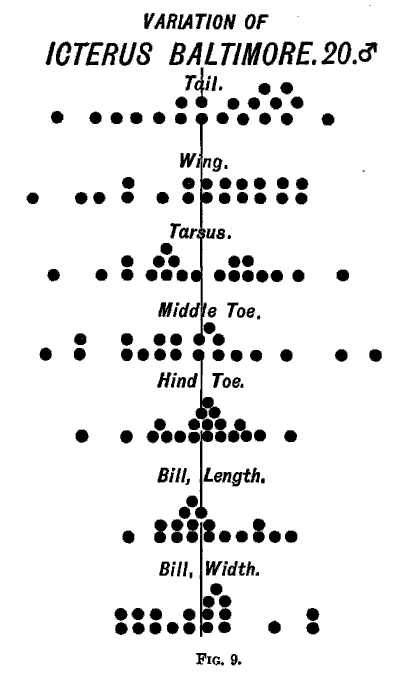 VARIATION OF
ICTERUS BALTIMORE. 20. ♂
Tail.
Wing.
Tarsus.
Middle Toe.
Hind Toe.
Bill, Length.
Bill, Width.
FIG. 9.